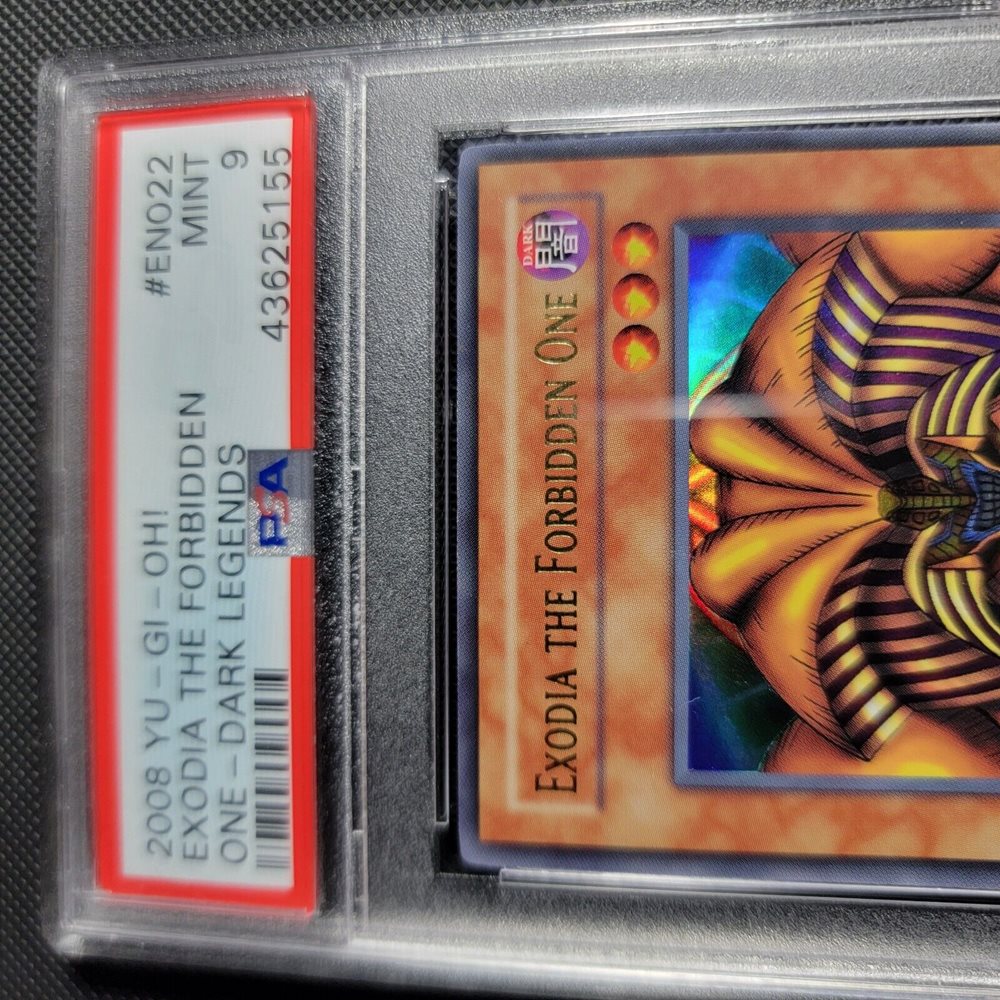 2008 YU-GI-OH! #EN022
EXODIA THE FORBIDDEN MINT
ONE-DARK LEGENDS 9
43625155
PSA
EXODIA THE FORBIDDEN ONE
DARK
闇